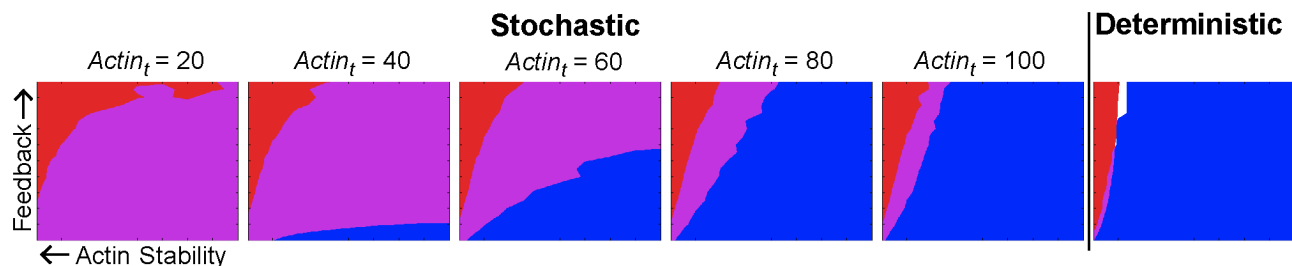 Stochastic
Deterministic
Actin_t = 20
Actin_t = 40
Actin_t = 60
Actin_t = 80
Actin_t = 100
Feedback →
← Actin Stability